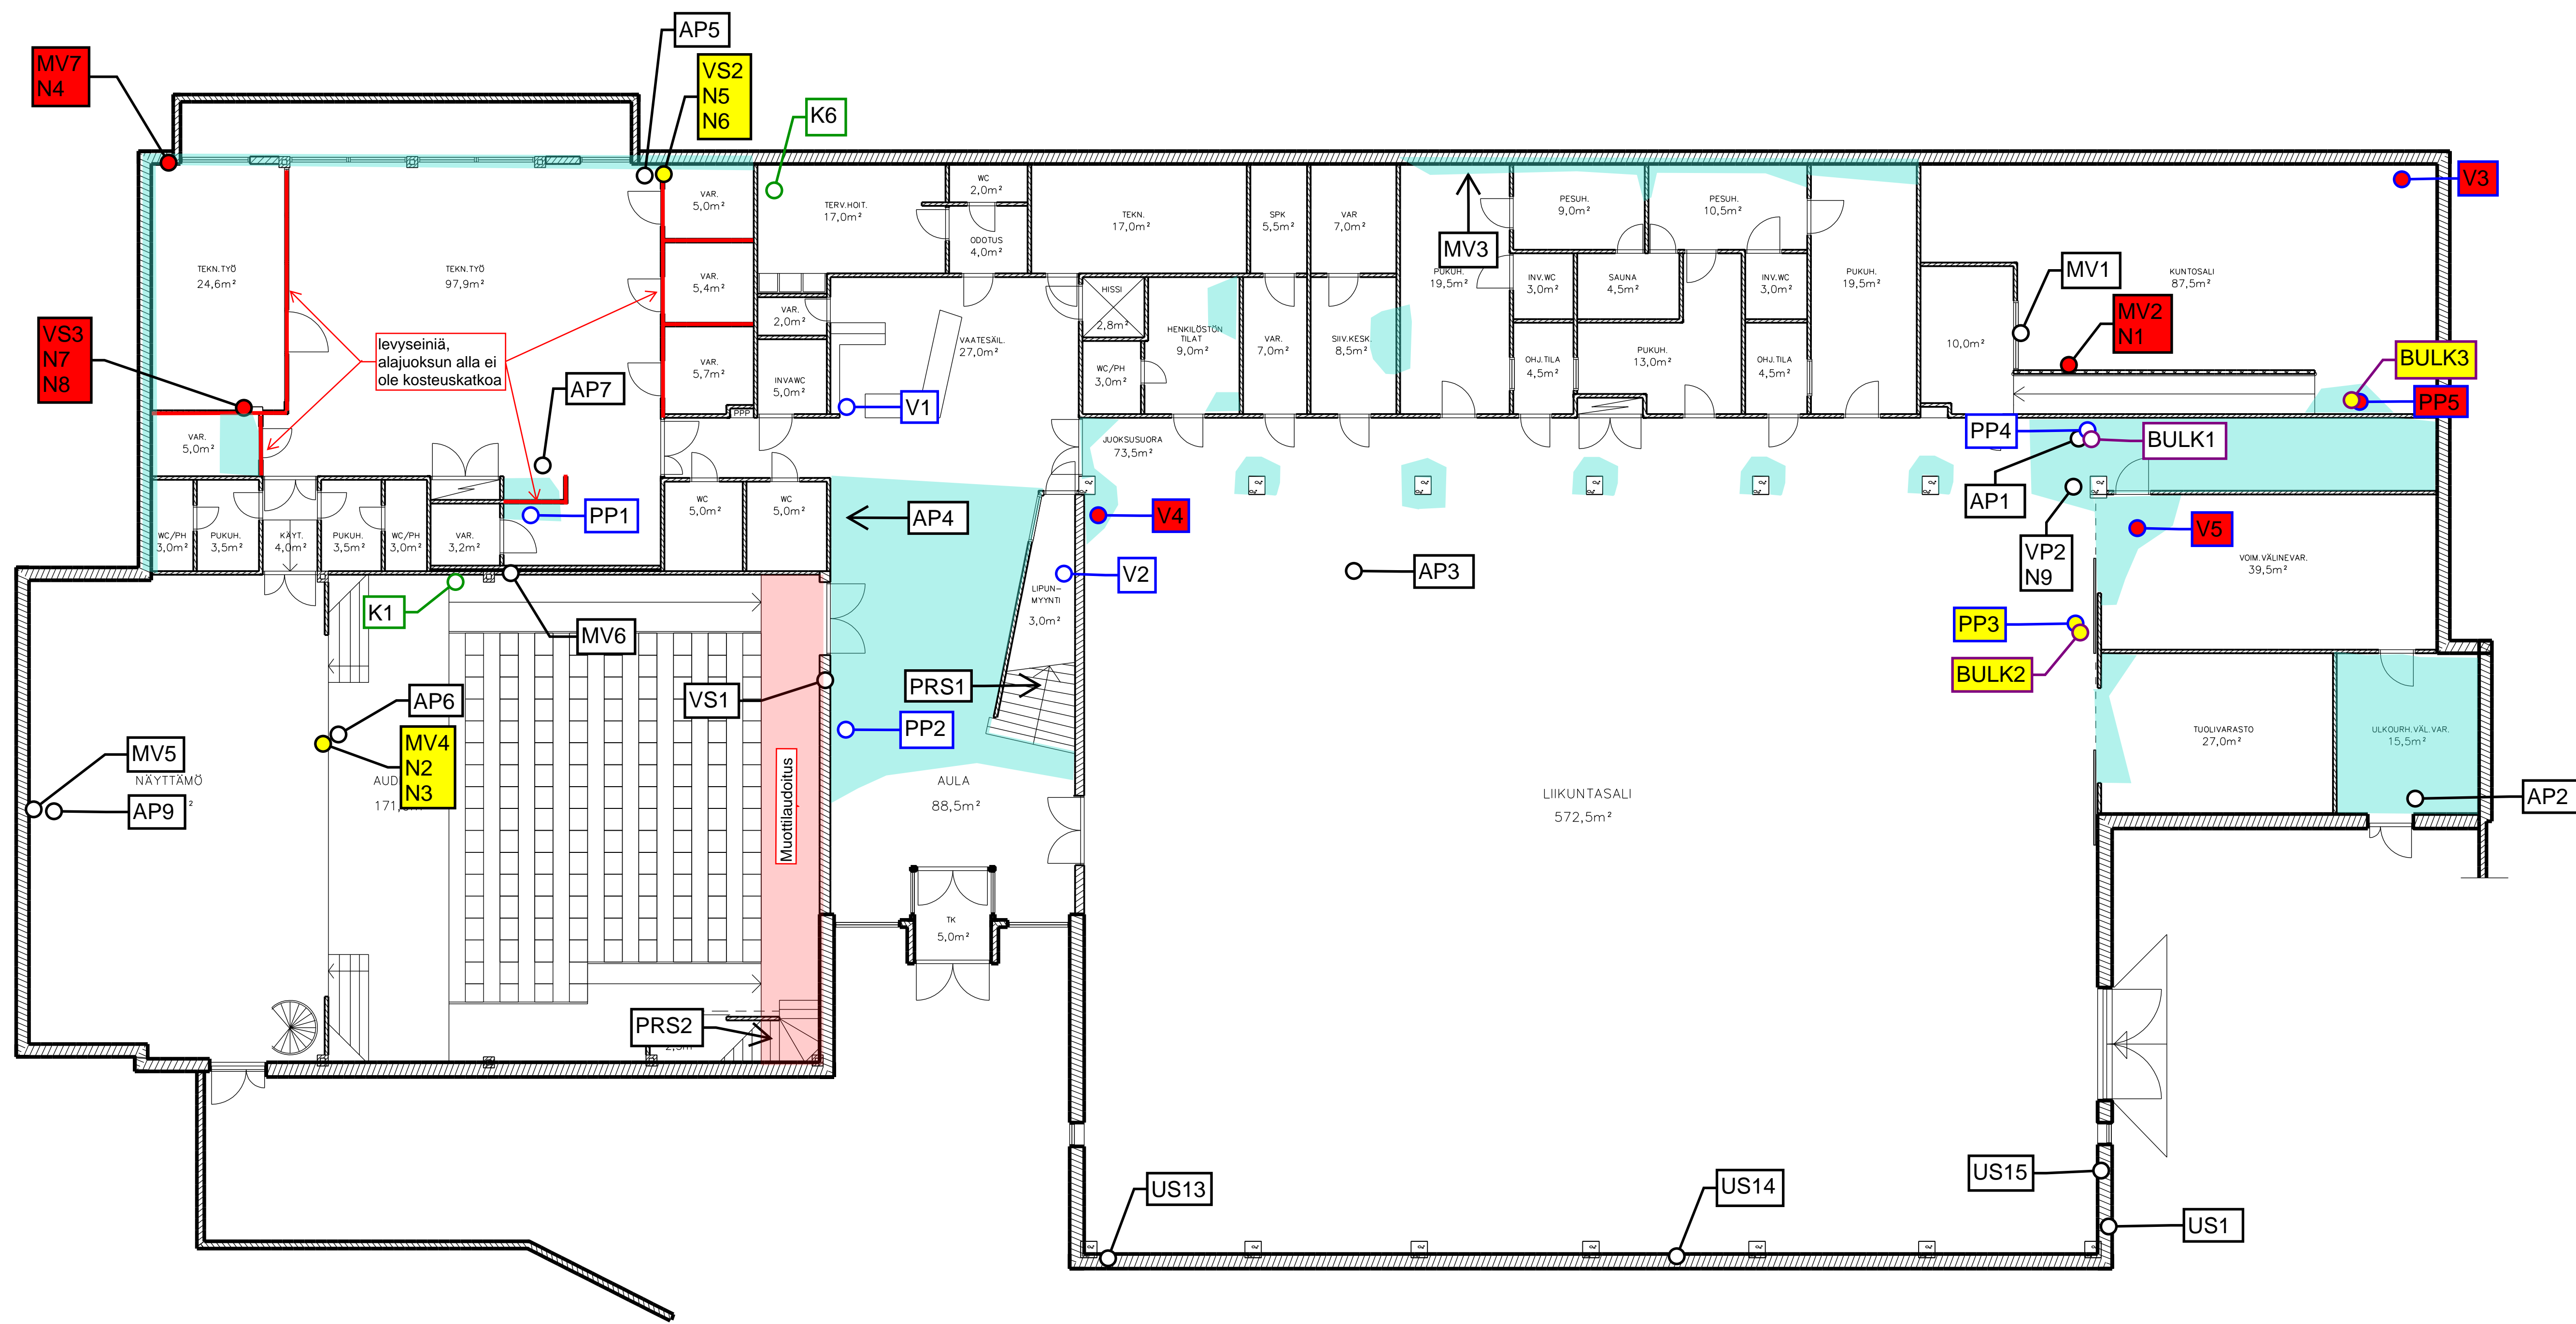 AP5
MV7
N4
VS2
N5
N6
K6
V3
WC
2,0m²
VAR.
5,0m²
TERV.HOIT.
17,0m²
TEKN.
17,0m²
SPK
5,5m²
VAR
7,0m²
PESUH.
9,0m²
PESUH.
10,5m²
ODOTUS
4,0m²
MV3
TEKN.TYÖ
24,6m²
TEKN.TYÖ
97,9m²
VAR.
5,4m²
PUKUH.
19,5m²
INV.WC
3,0m²
SAUNA
4,5m²
INV.WC
3,0m²
PUKUH.
19,5m²
MV1
KUNTOSALI
87,5m²
HISSI
2,8m²
VAR.
2,0m²
MV2
N1
VS3
N7
N8
levyseiniä,
alajuoksun alla ei
ole kosteuskatkoa
VAATESÄIL.
27,0m²
HENKILÖSTÖN
TILAT
9,0m²
VAR.
7,0m²
SIIV.KESK.
8,5m²
10,0m²
BULK3
VAR.
5,7m²
PUKUH.
13,0m²
OHJ.TILA
4,5m²
OHJ.TILA
4,5m²
WC/PH
3,0m²
INVAWC
5,0m²
AP7
PPP
V1
PP5
PP4
BULK1
VAR.
5,0m²
JUOKSUSUORA
73,5m²
AP1
WC
5,0m²
WC
5,0m²
PP1
AP4
V4
V5
WC/PH
3,0m²
PUKUH.
3,5m²
KÄYT.
4,0m²
PUKUH.
3,5m²
WC/PH
3,0m²
VAR.
3,2m²
VP2
N9
VOIM.VÄLINEVAR.
39,5m²
AP3
V2
LIPUN-
MYYNTI
3,0m²
K1
MV6
PP3
BULK2
VS1
PRS1
AP6
PP2
TUOLIVARASTO
27,0m²
ULKOURH.VÄL.VAR.
15,5m²
MV4
N2
N3
MV5
NÄYTTÄMÖ
AUD
171,
AULA
88,5m²
LIIKUNTASALI
572,5m²
AP9
²
AP2
Muottilaudoitus
TK
5,0m²
PRS2
US13
US14
US15
US1